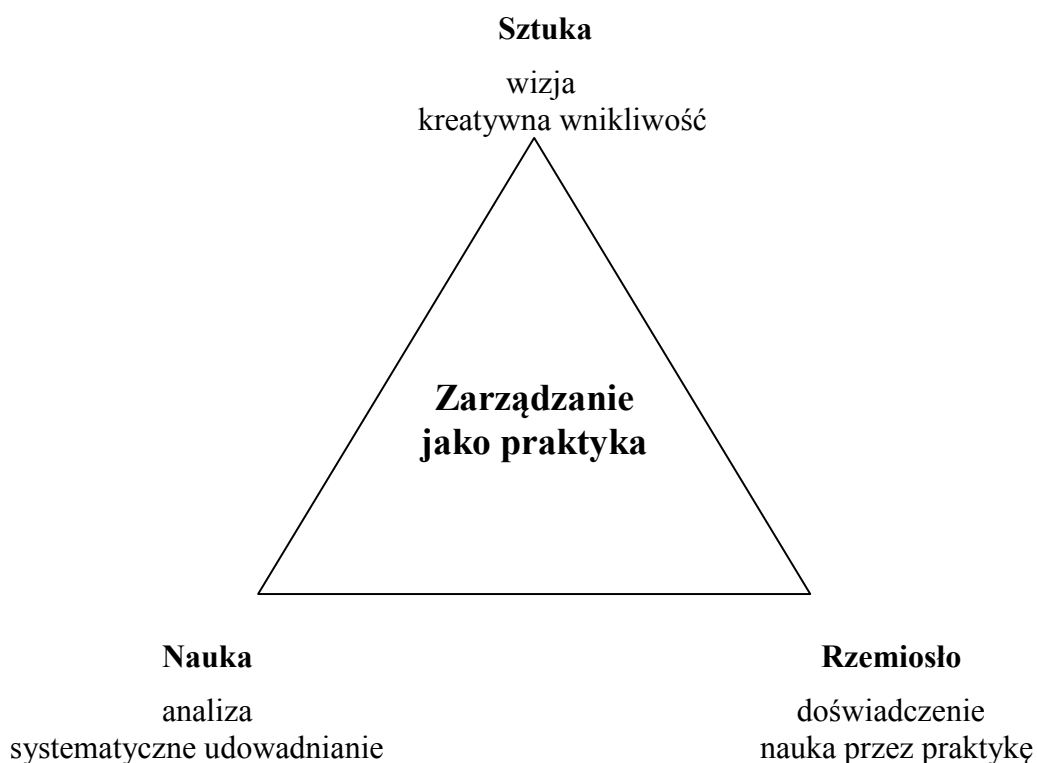 Sztuka
wizja
kreatywna wnikliwość
Zarządzanie
jako praktyka
Nauka
analiza
systematyczne udowadnianie
Rzemiosło
doświadczenie
nauka przez praktykę